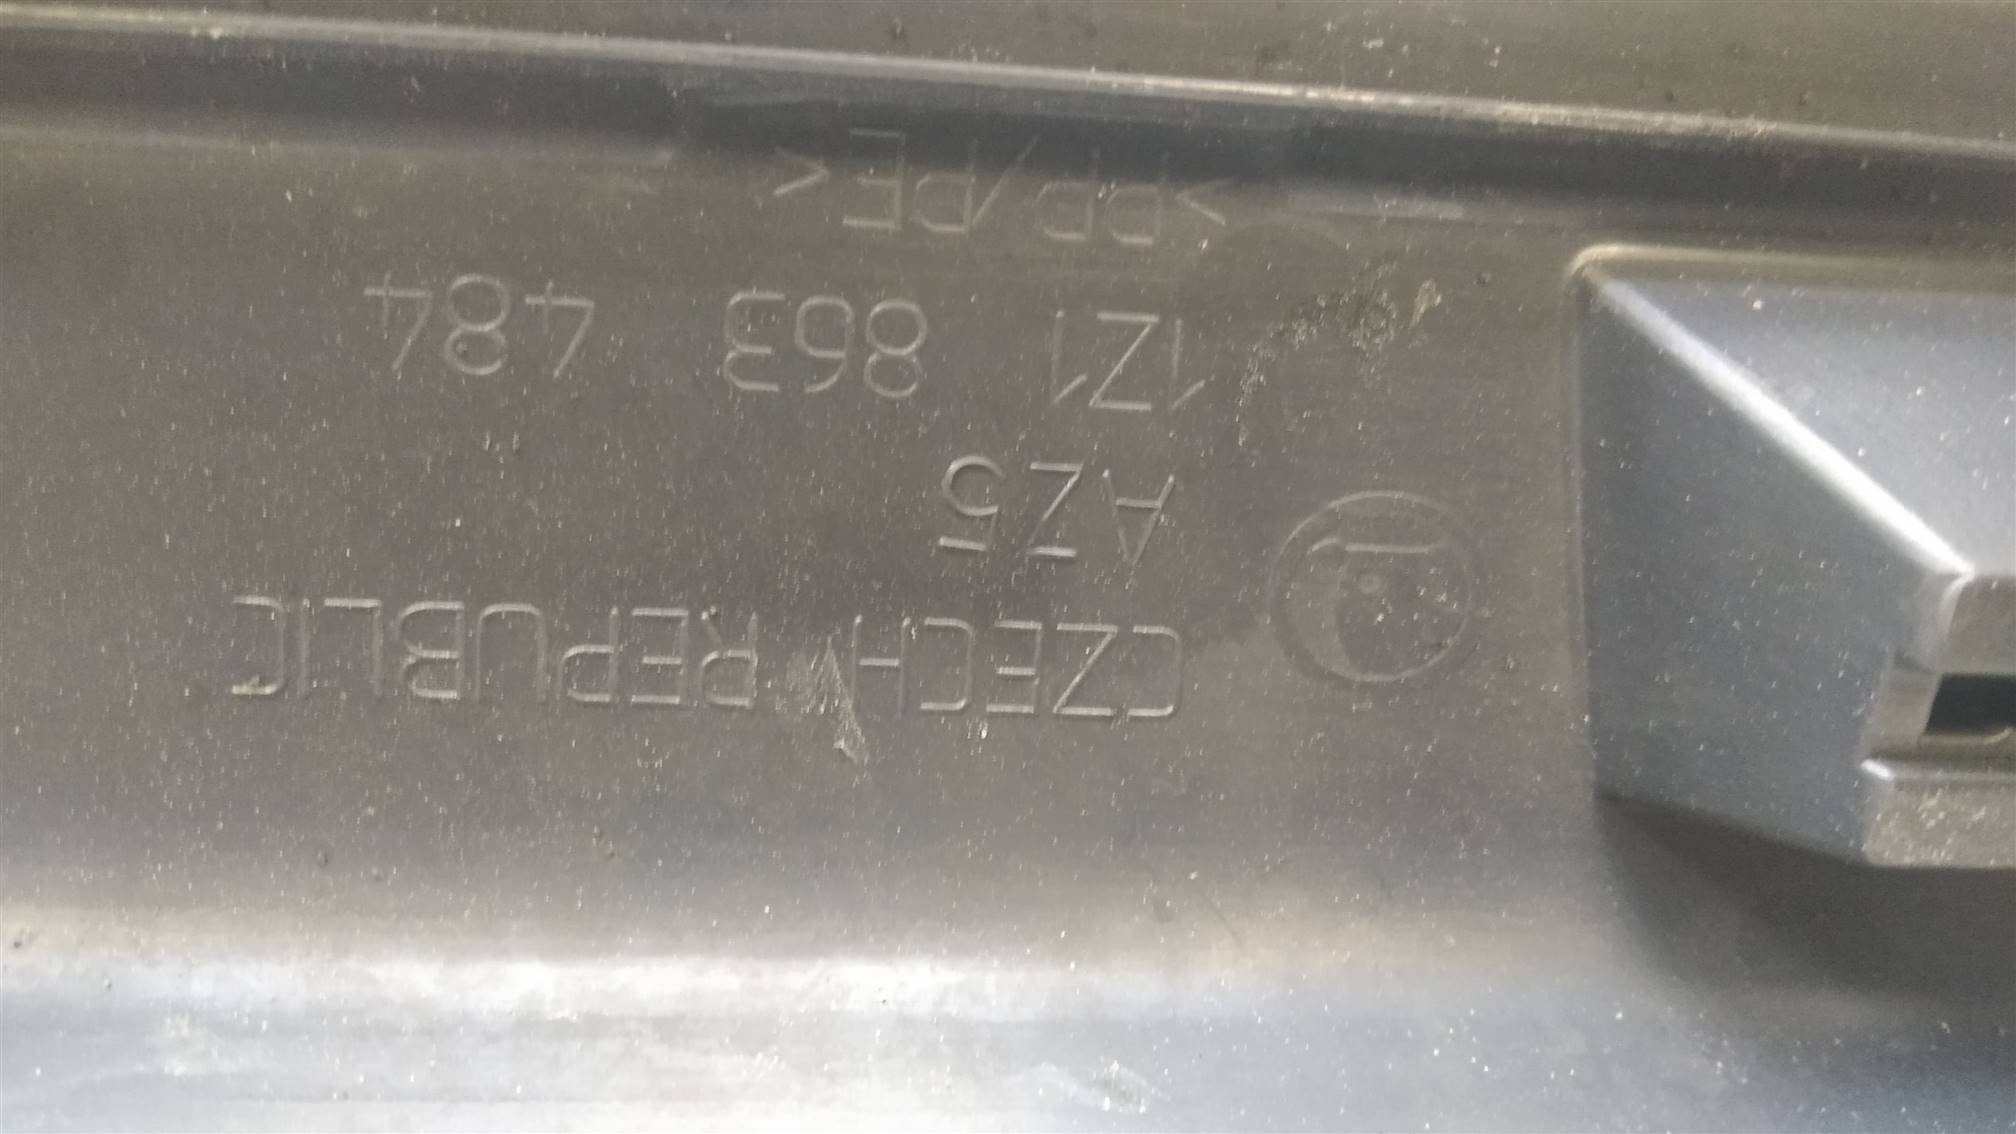 CZECH REPUBLIC
AZ5
1Z1 863 484
>PP/PE<